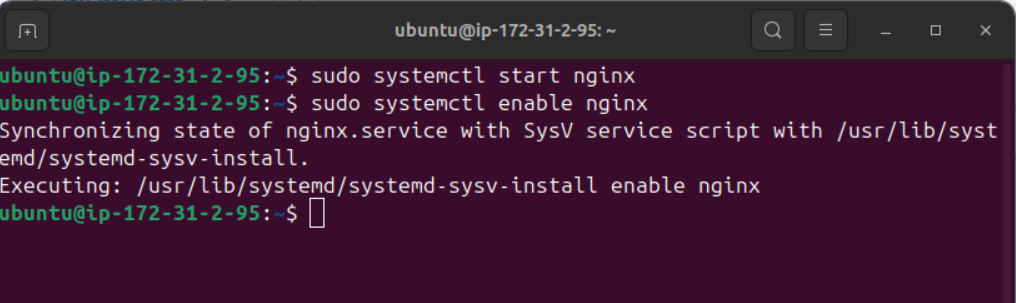 ubuntu@ip-172-31-2-95: ~
ubuntu@ip-172-31-2-95:~$ sudo systemctl start nginx
ubuntu@ip-172-31-2-95:~$ sudo systemctl enable nginx
Synchronizing state of nginx.service with SysV service script with /usr/lib/syst
emd/systemd-sysv-install.
Executing: /usr/lib/systemd/systemd-sysv-install enable nginx
ubuntu@ip-172-31-2-95:~$